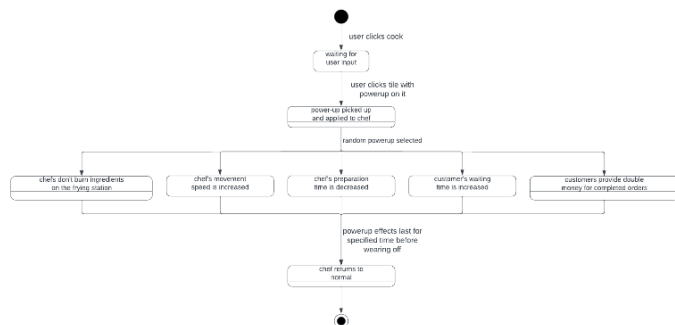 user clicks cook
waiting for
user input
user clicks tile with
powerup on it
power-up picked up
and applied to chef
random powerup selected
chefs don't burn ingredients
on the frying station
chef's movement
speed is increased
chef's preparation
time is decreased
customer's waiting
time is increased
customers provide double
money for completed orders
powerup effects last for
specified time before
wearing off
chef returns to
normal